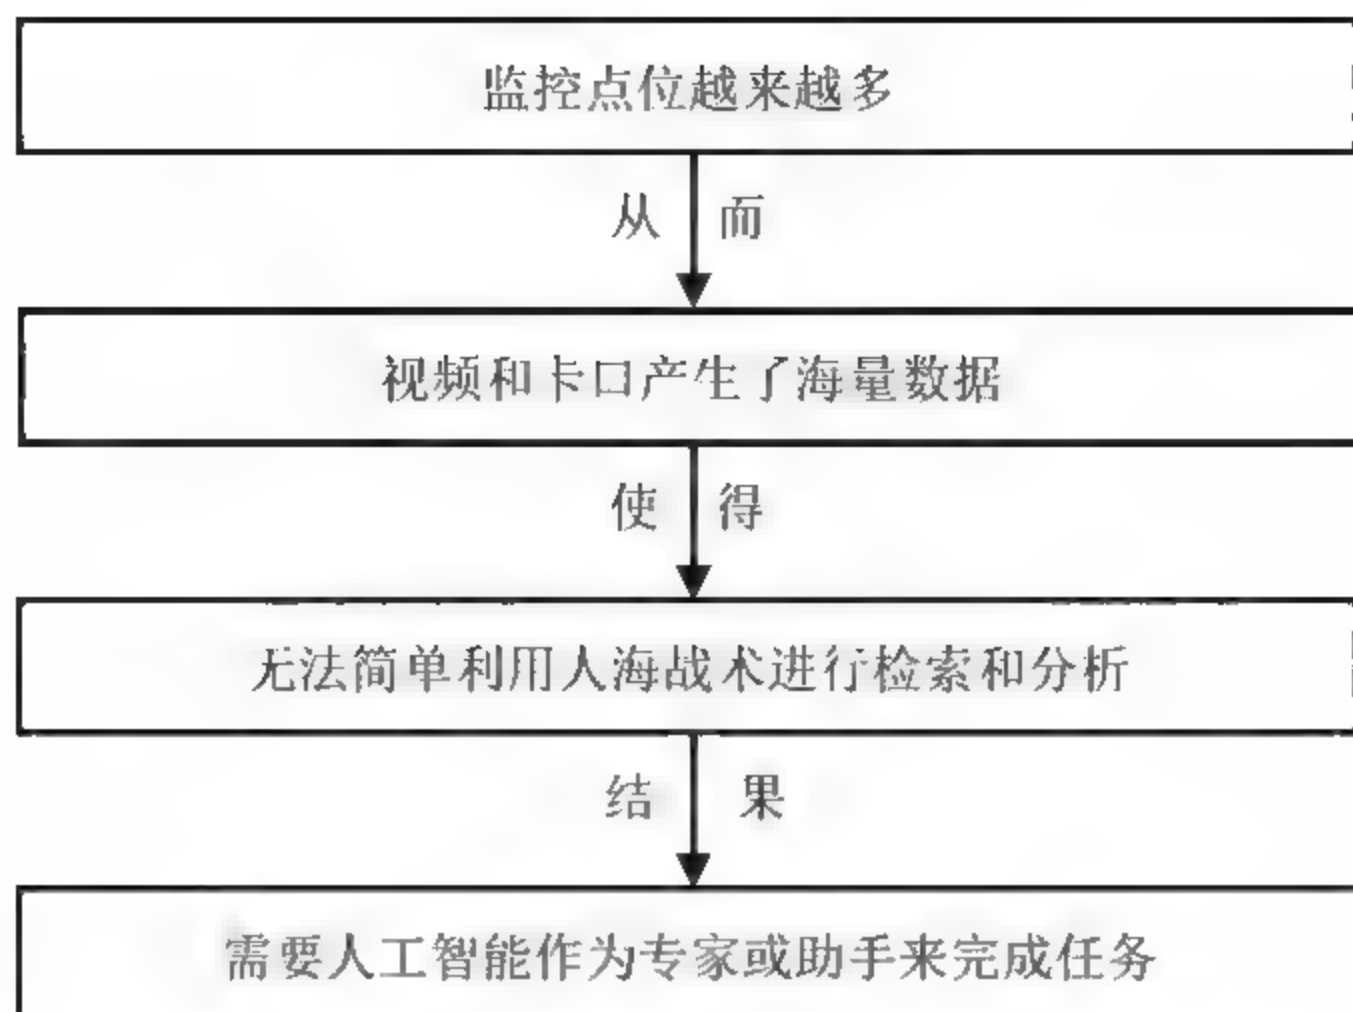 监控点位越来越多
从 而
视频和卡口产生了海量数据
使 得
无法简单利用人海战术进行检索和分析
结 果
需要人工智能作为专家或助手来完成任务